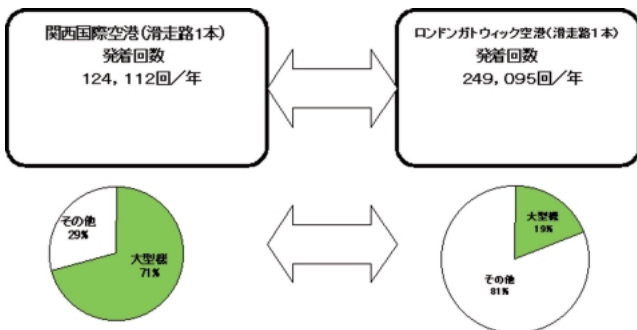 関西国際空港(滑走路1本)
発着回数
124,112回/年
ロンドンガトウィック空港(滑走路1本)
発着回数
249,095回/年
その他
29%
大型機
71%
大型機
19%
その他
81%